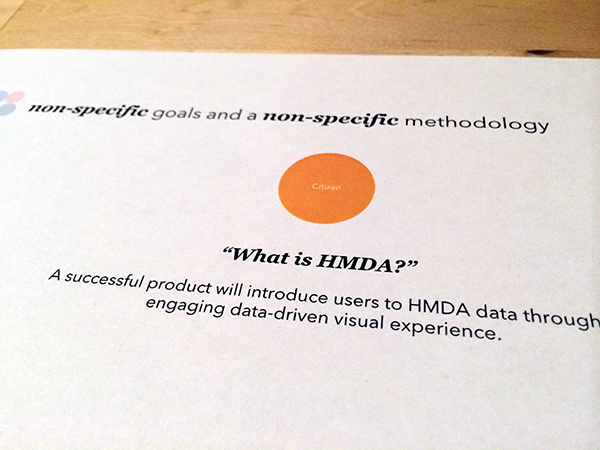 non-specific goals and a non-specific methodology
Citizen
“What is HMDA?”
A successful product will introduce users to HMDA data through
engaging data-driven visual experience.